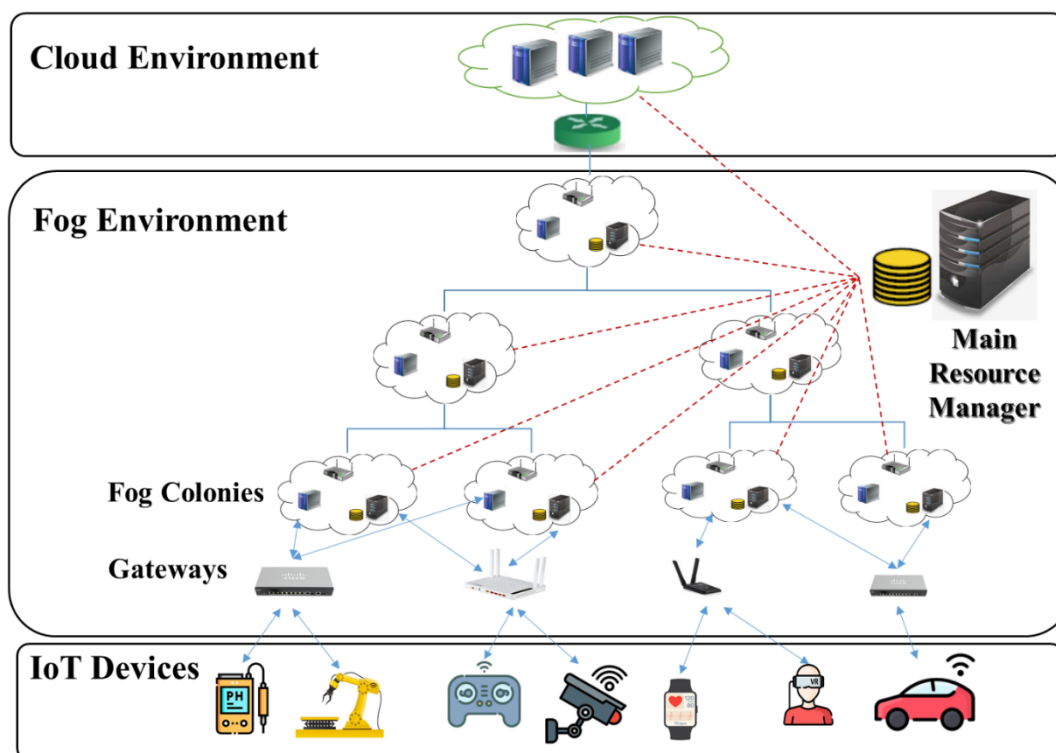 Cloud Environment
Fog Environment
Main
Resource
Manager
Fog Colonies
Gateways
IoT Devices
PH
VR